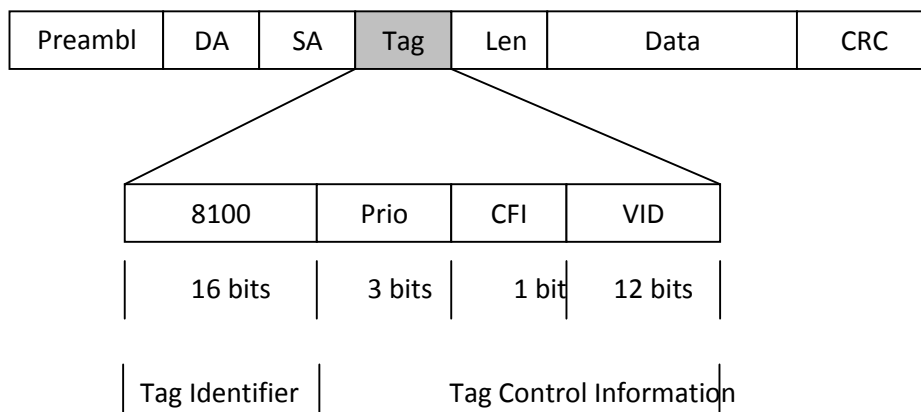 Preambl DA SA Tag Len Data CRC
8100 Prio CFI VID
16 bits 3 bits 1 bit 12 bits
Tag Identifier Tag Control Information